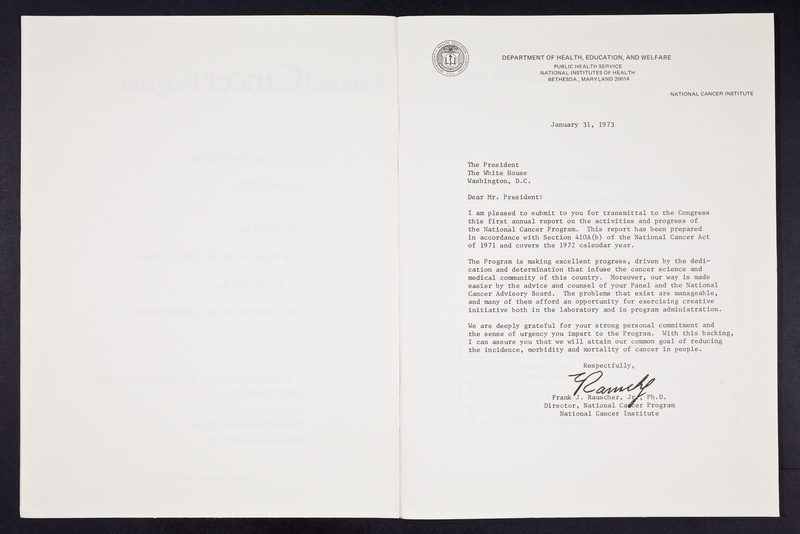 DEPARTMENT OF HEALTH, EDUCATION, AND WELFARE
PUBLIC HEALTH SERVICE
NATIONAL INSTITUTES OF HEALTH
BETHESDA, MARYLAND 20014
NATIONAL CANCER INSTITUTE
January 31, 1973
The President
The White House
Washington, D.C.
Dear Mr. President:
I am pleased to submit to you for transmittal to the Congress
this first annual report on the activities and progress of
the National Cancer Program. This report has been prepared
in accordance with Section 410A(b) of the National Cancer Act
of 1971 and covers the 1972 calendar year.
The Program is making excellent progress, driven by the dedi-
cation and determination that infuse the cancer science and
medical community of this country. Moreover, our way is made
easier by the advice and counsel of your Panel and the National
Cancer Advisory Board. The problems that exist are manageable,
and many of them afford an opportunity for exercising creative
initiative both in the laboratory and in program administration.
We are deeply grateful for your strong personal commitment and
the sense of urgency you impart to the Program. With this backing,
I can assure you that we will attain our common goal of reducing
the incidence, morbidity and mortality of cancer in people.
Respectfully,
Frank J. Rauscher, Jr., Ph.D.
Director, National Cancer Program
National Cancer Institute